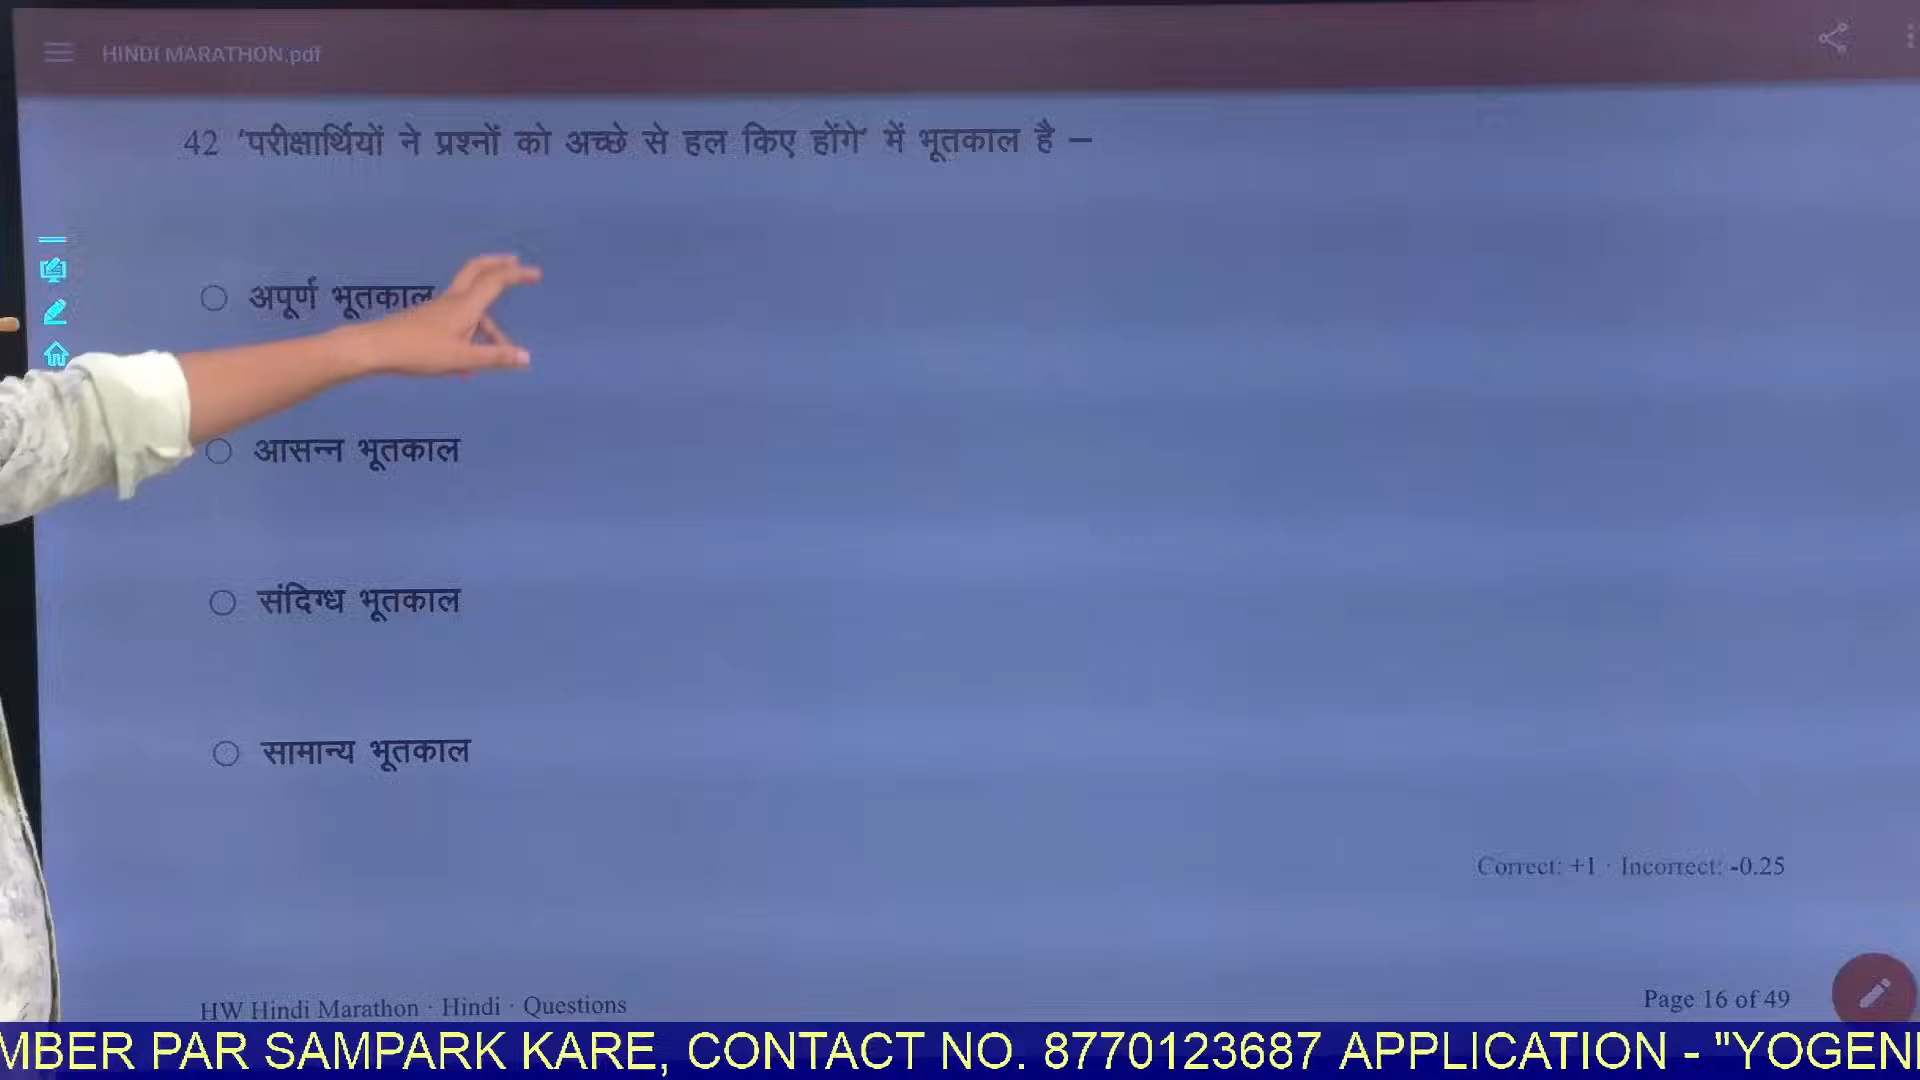 HINDI MARATHON.pdf
42 ‘परीक्षार्थियों ने प्रश्नों को अच्छे से हल किए होंगे’ में भूतकाल है –
अपूर्ण भूतकाल
आसन्न भूतकाल
संदिग्ध भूतकाल
सामान्य भूतकाल
Correct: +1 · Incorrect: -0.25
HW Hindi Marathon · Hindi · Questions
Page 16 of 49
MBER PAR SAMPARK KARE, CONTACT NO. 8770123687 APPLICATION - "YOGEN